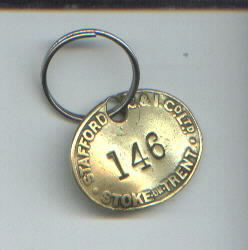 STAFFORD C&I Co LTD
146
STOKE-ON-TRENT